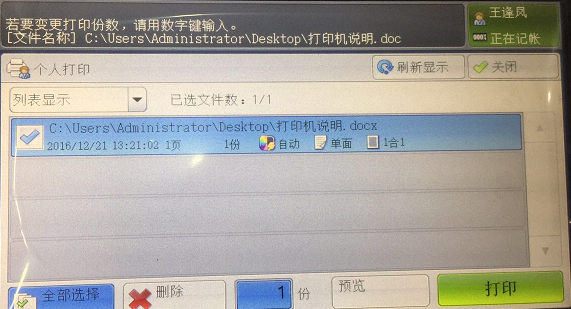 若要变更打印份数，请用数字键输入。
[文件名称] C:\Users\Administrator\Desktop\打印机说明.doc
王逢凤
正在记帐
个人打印
刷新显示
关闭
列表显示
已选文件数：1/1
C:\Users\Administrator\Desktop\打印机说明.docx
2016/12/21 13:21:02 1页 1份 自动 单面 1合1
全部选择
删除
1 份
预览
打印